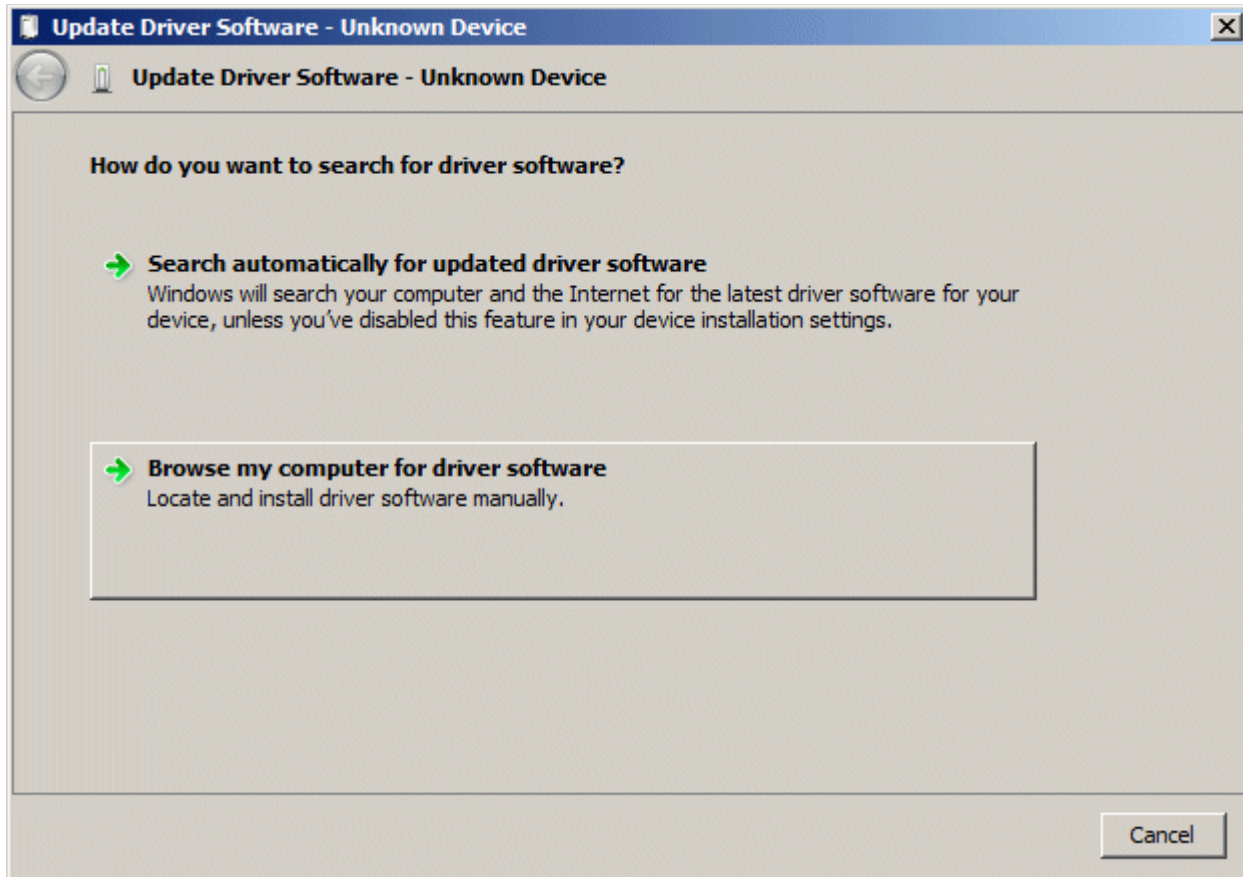 Update Driver Software - Unknown Device
Update Driver Software - Unknown Device
How do you want to search for driver software?
Search automatically for updated driver software
Windows will search your computer and the Internet for the latest driver software for your
device, unless you've disabled this feature in your device installation settings.
Browse my computer for driver software
Locate and install driver software manually.
Cancel